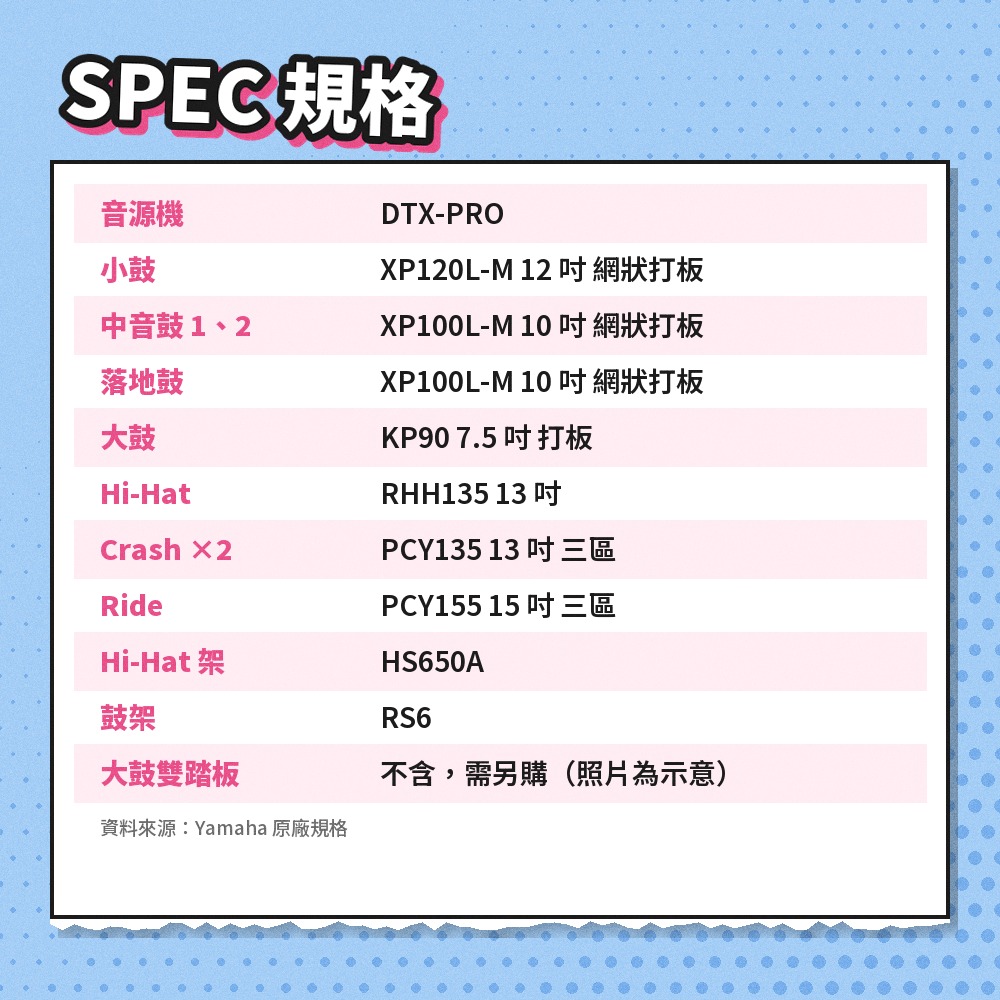 SPEC 規格
音源機 DTX-PRO
小鼓 XP120L-M 12 吋 網狀打板
中音鼓 1、2 XP100L-M 10 吋 網狀打板
落地鼓 XP100L-M 10 吋 網狀打板
大鼓 KP90 7.5 吋 打板
Hi-Hat RHH135 13 吋
Crash ×2 PCY135 13 吋 三區
Ride PCY155 15 吋 三區
Hi-Hat 架 HS650A
鼓架 RS6
大鼓雙踏板 不含，需另購（照片為示意）
資料來源：Yamaha 原廠規格